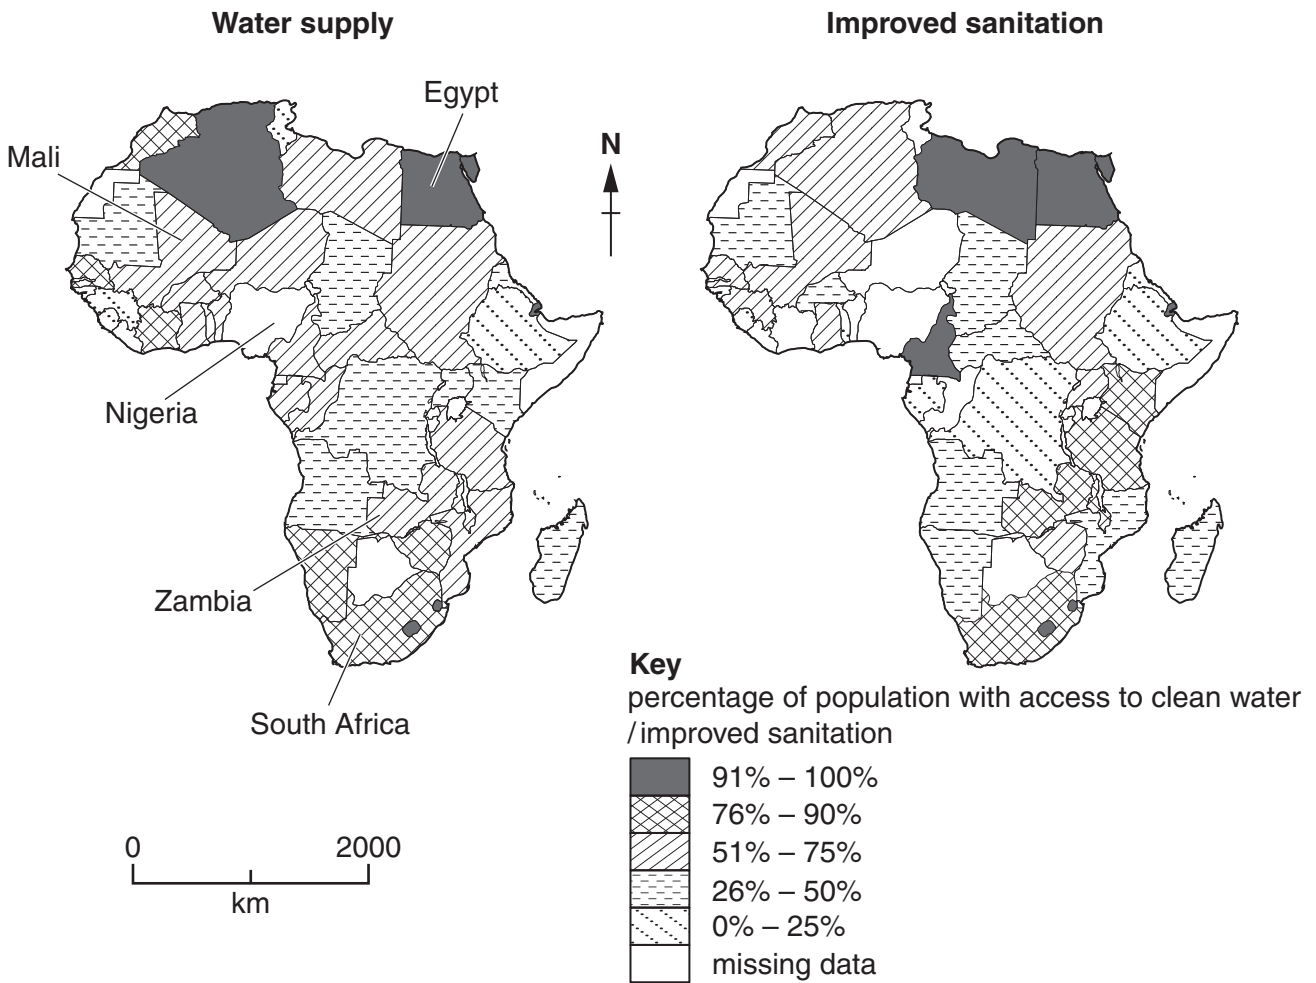 Water supply
Improved sanitation
Egypt
Mali
N
Nigeria
Zambia
South Africa
Key
percentage of population with access to clean water
/ improved sanitation
91% – 100%
76% – 90%
51% – 75%
26% – 50%
0% – 25%
missing data
0 2000
km